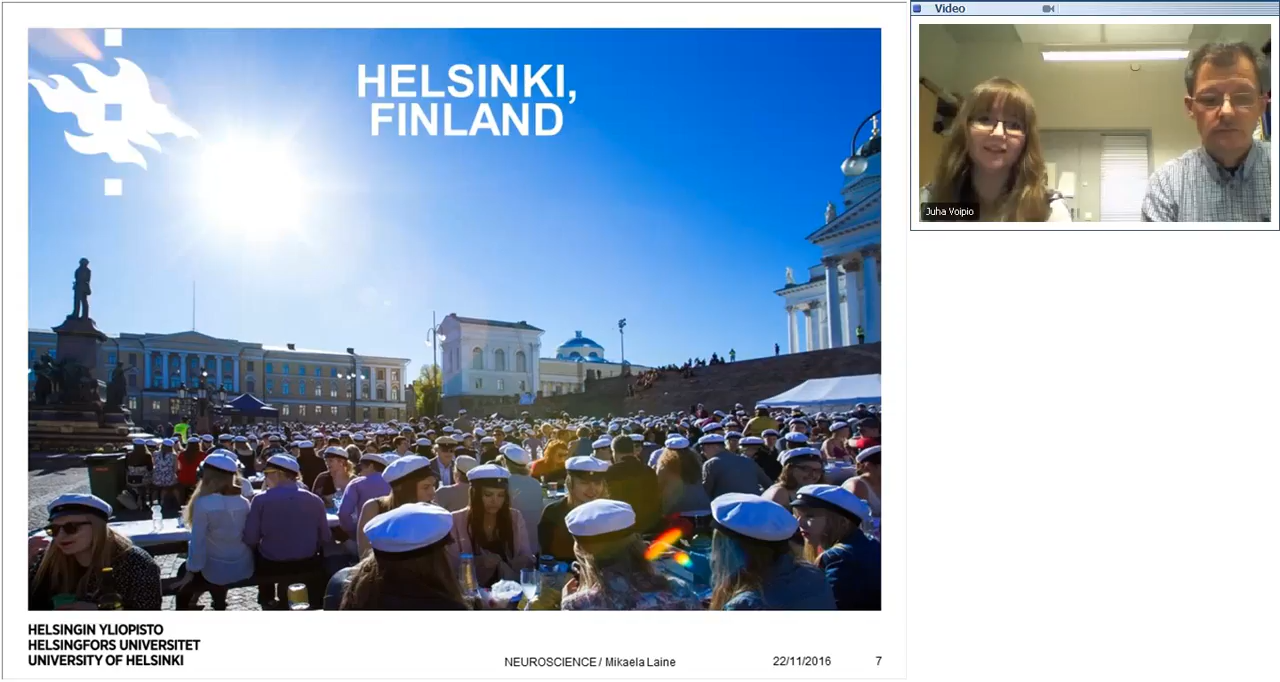 HELSINKI,
FINLAND
HELSINGIN YLIOPISTO
HELSINGFORS UNIVERSITET
UNIVERSITY OF HELSINKI
NEUROSCIENCE / Mikaela Laine
22/11/2016
7
Video
Juha Voipio